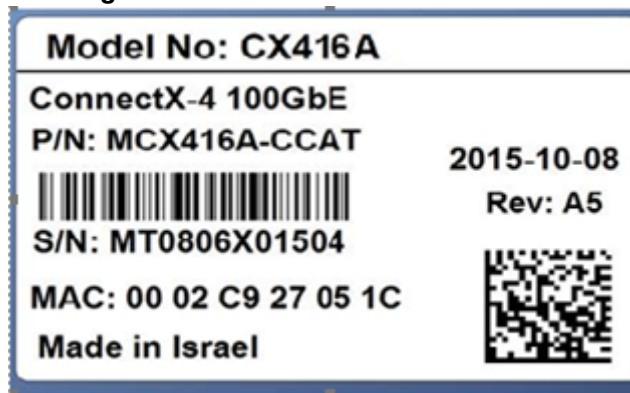 Model No: CX416A
ConnectX-4 100GbE
P/N: MCX416A-CCAT
2015-10-08
Rev: A5
S/N: MT0806X01504
MAC: 00 02 C9 27 05 1C
Made in Israel